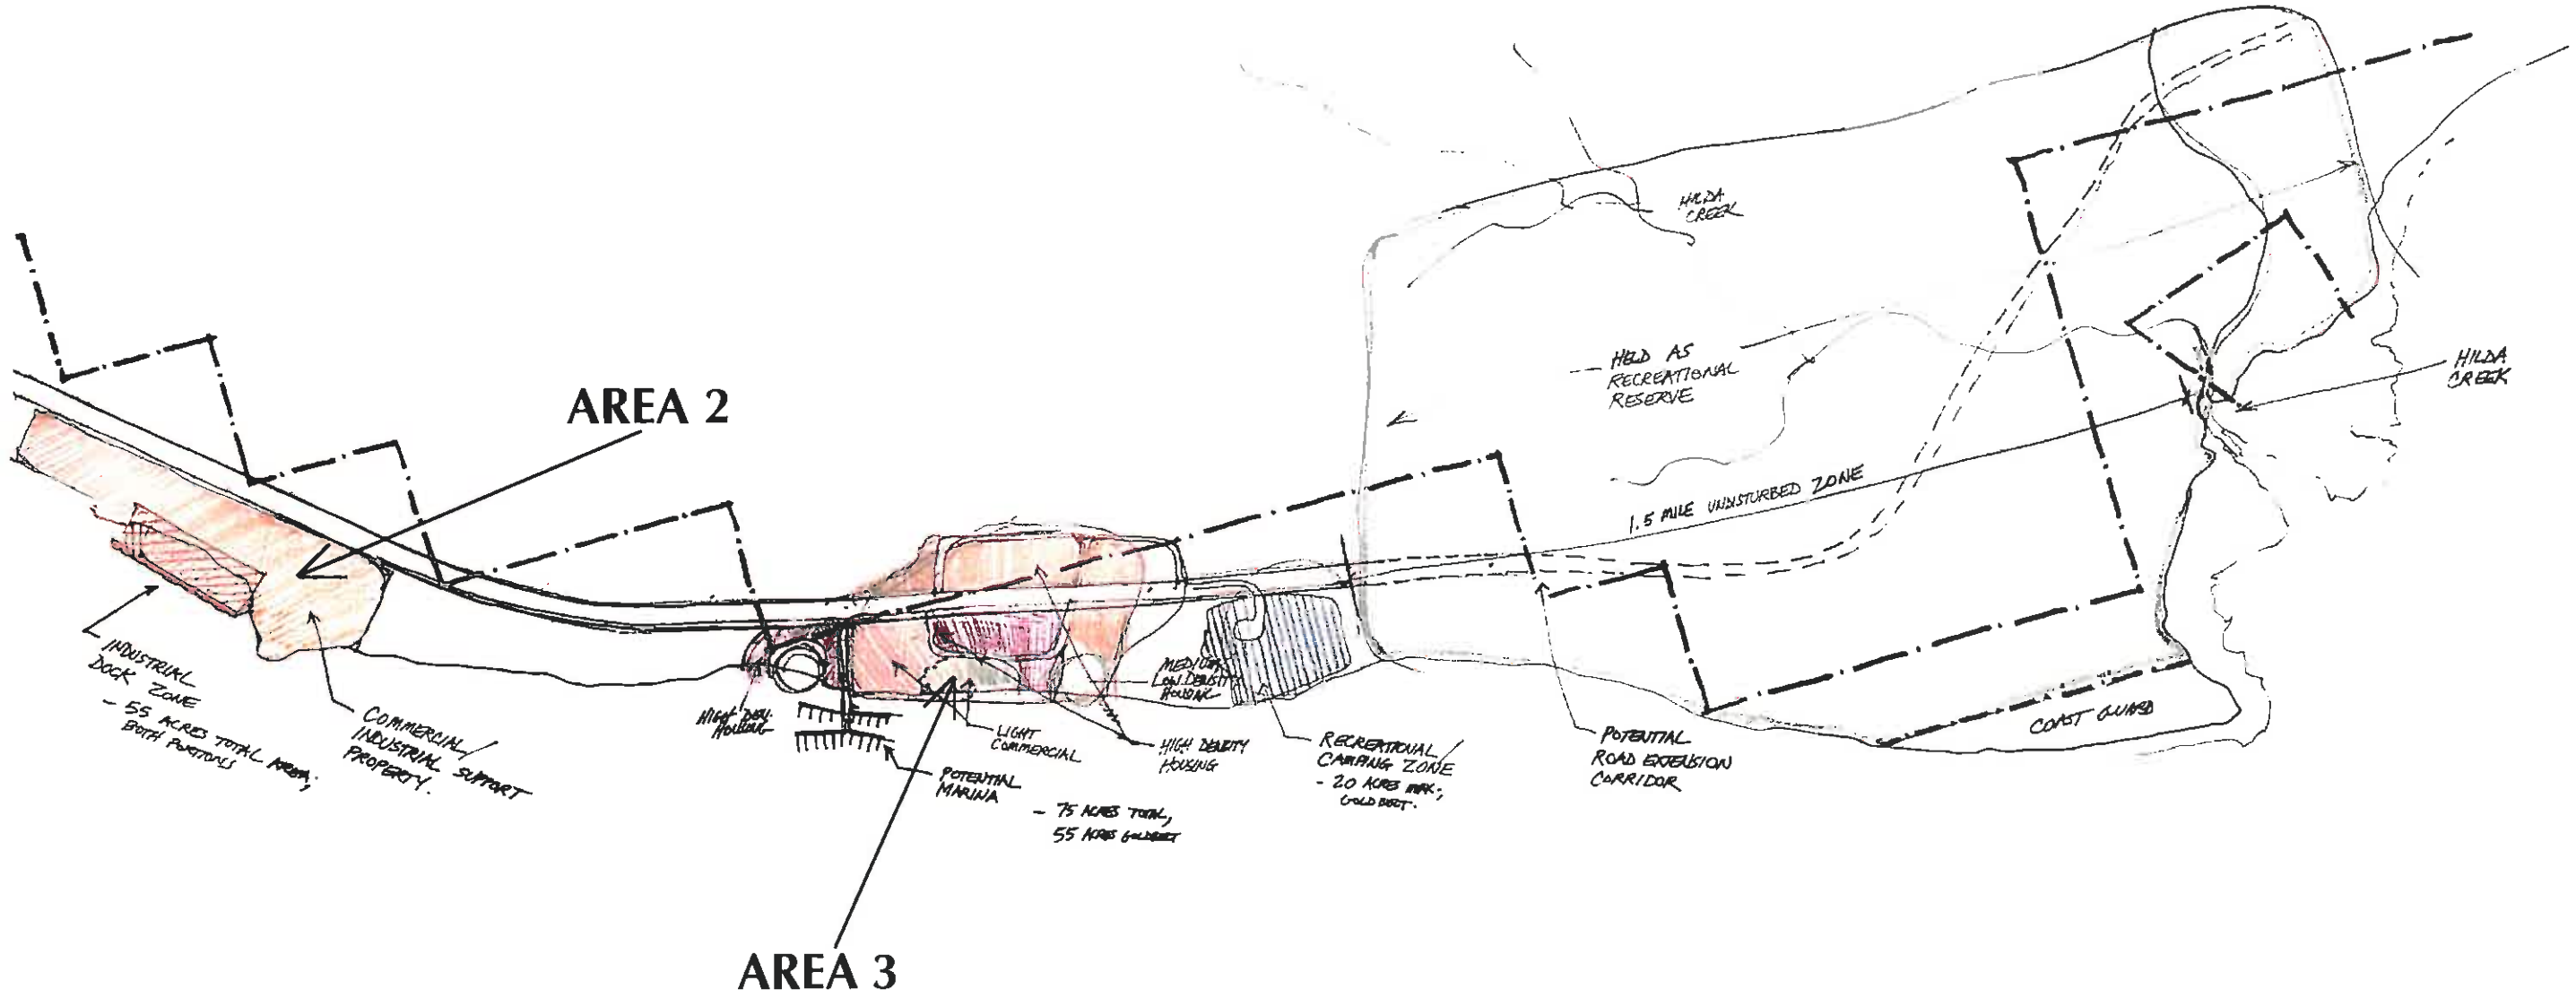 HILDA
CREEK
HELD AS
RECREATIONAL
RESERVE
HILDA
CREEK
AREA 2
1.5 MILE UNDISTURBED ZONE
INDUSTRIAL
DOCK ZONE
- 55 ACRES TOTAL AREA;
BOTH PORTIONS
COMMERCIAL/
INDUSTRIAL SUPPORT
PROPERTY.
HIGH DEN.
HOUSING
MEDIUM
LOW DENSITY
HOUSING
LIGHT
COMMERCIAL
HIGH DENSITY
HOUSING
POTENTIAL
MARINA
- 75 ACRES TOTAL,
55 ACRES GOLDBELT
RECREATIONAL/
CAMPING ZONE
- 20 ACRES MAX.;
GOLDBELT.
POTENTIAL
ROAD EXTENSION
CORRIDOR
COAST GUARD
AREA 3